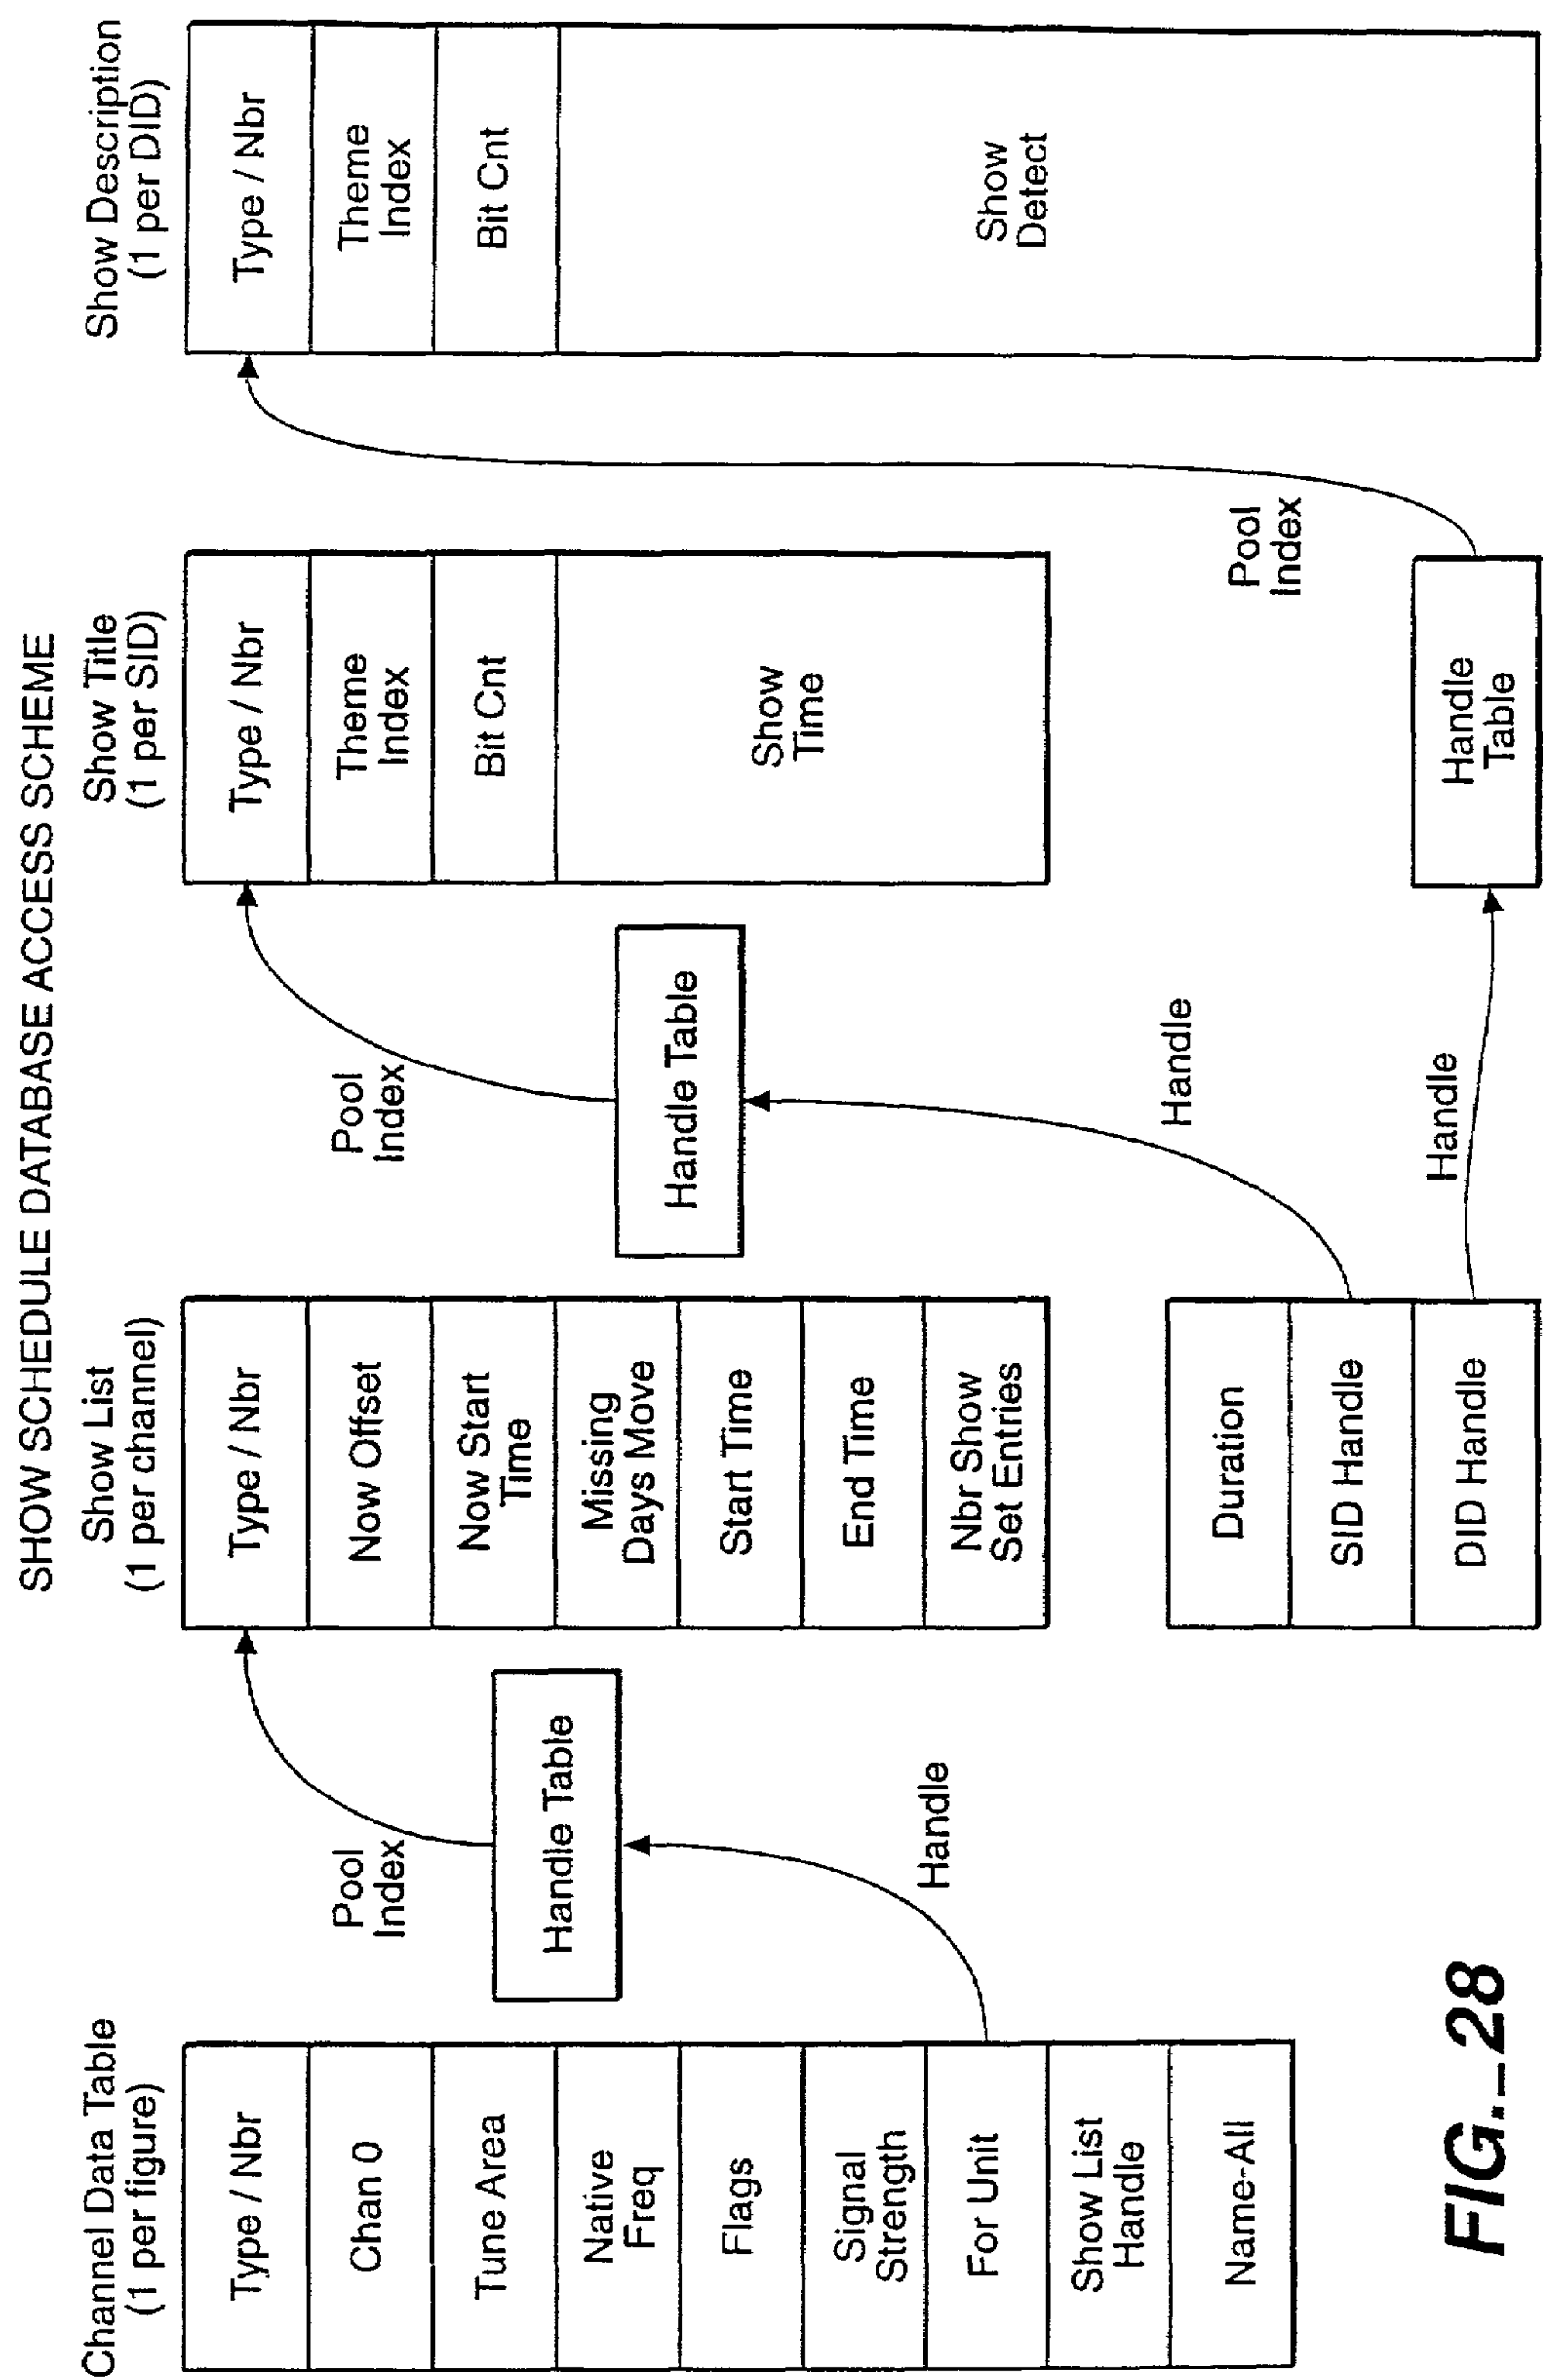 SHOW SCHEDULE DATABASE ACCESS SCHEME
Channel Data Table
(1 per figure)
Type / Nbr
Chan 0
Tune Area
Native
Freq
Flags
Signal
Strength
For Unit
Show List
Handle
Name-All
Handle
Handle Table
Pool
Index
Show List
(1 per channel)
Type / Nbr
Now Offset
Now Start
Time
Missing
Days Move
Start Time
End Time
Nbr Show
Set Entries
Duration
SID Handle
DID Handle
Handle
Handle Table
Pool
Index
Show Title
(1 per SID)
Type / Nbr
Theme
Index
Bit Cnt
Show
Time
Handle
Handle
Table
Pool
Index
Show Description
(1 per DID)
Type / Nbr
Theme
Index
Bit Cnt
Show
Detect
FIG._28